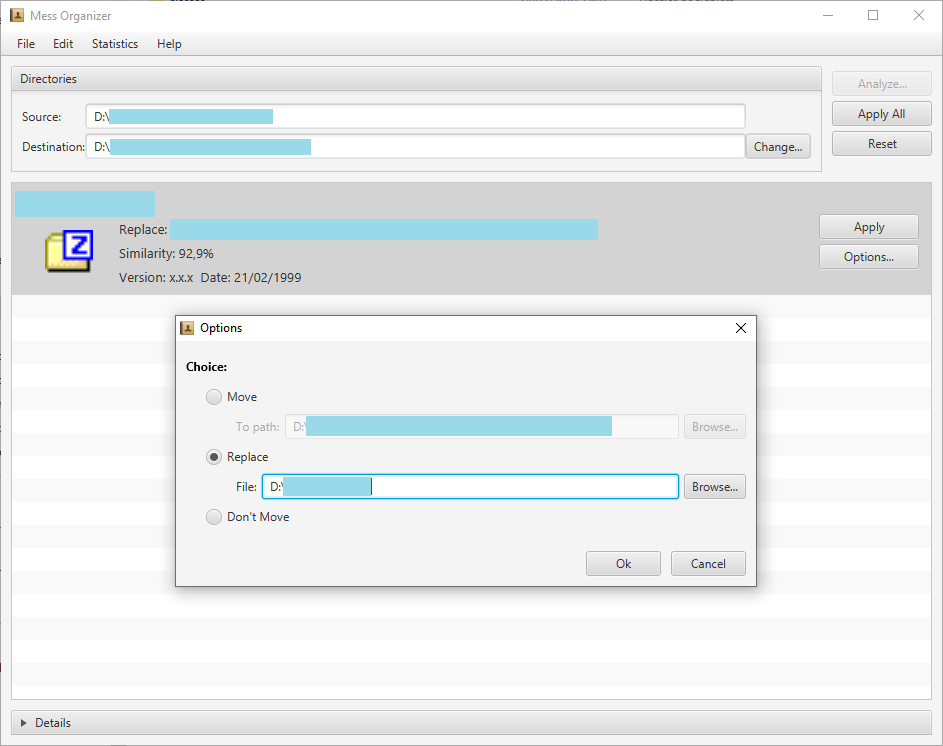 Mess Organizer
File Edit Statistics Help
Directories
Analyze...
Source: D:\
Apply All
Destination: D:\
Change...
Reset
Z
Replace:
Apply
Similarity: 92,9%
Options...
Version: x.x.x Date: 21/02/1999
Options
Choice:
Move
To path: D:\
Browse...
Replace
File: D:\
Browse...
Don't Move
Ok
Cancel
Details